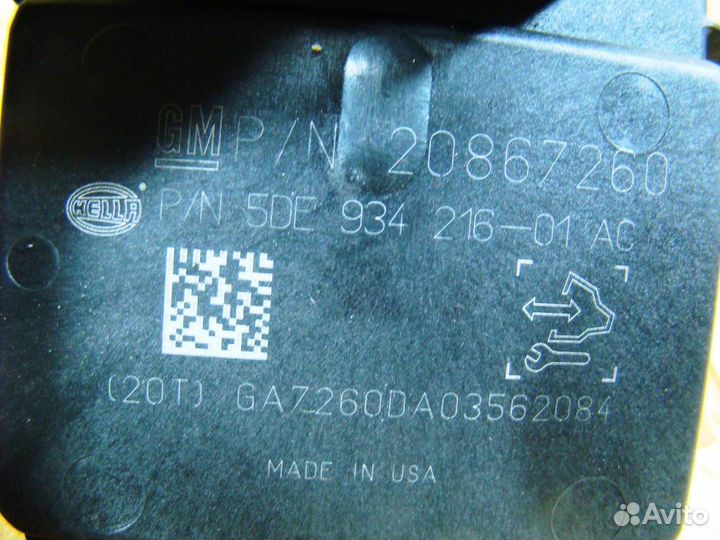 GM P/N 20867260
HELLA ® P/N 5DE 934 216-01 AC
(20T) GA7260DA03562084
MADE IN USA
Avito